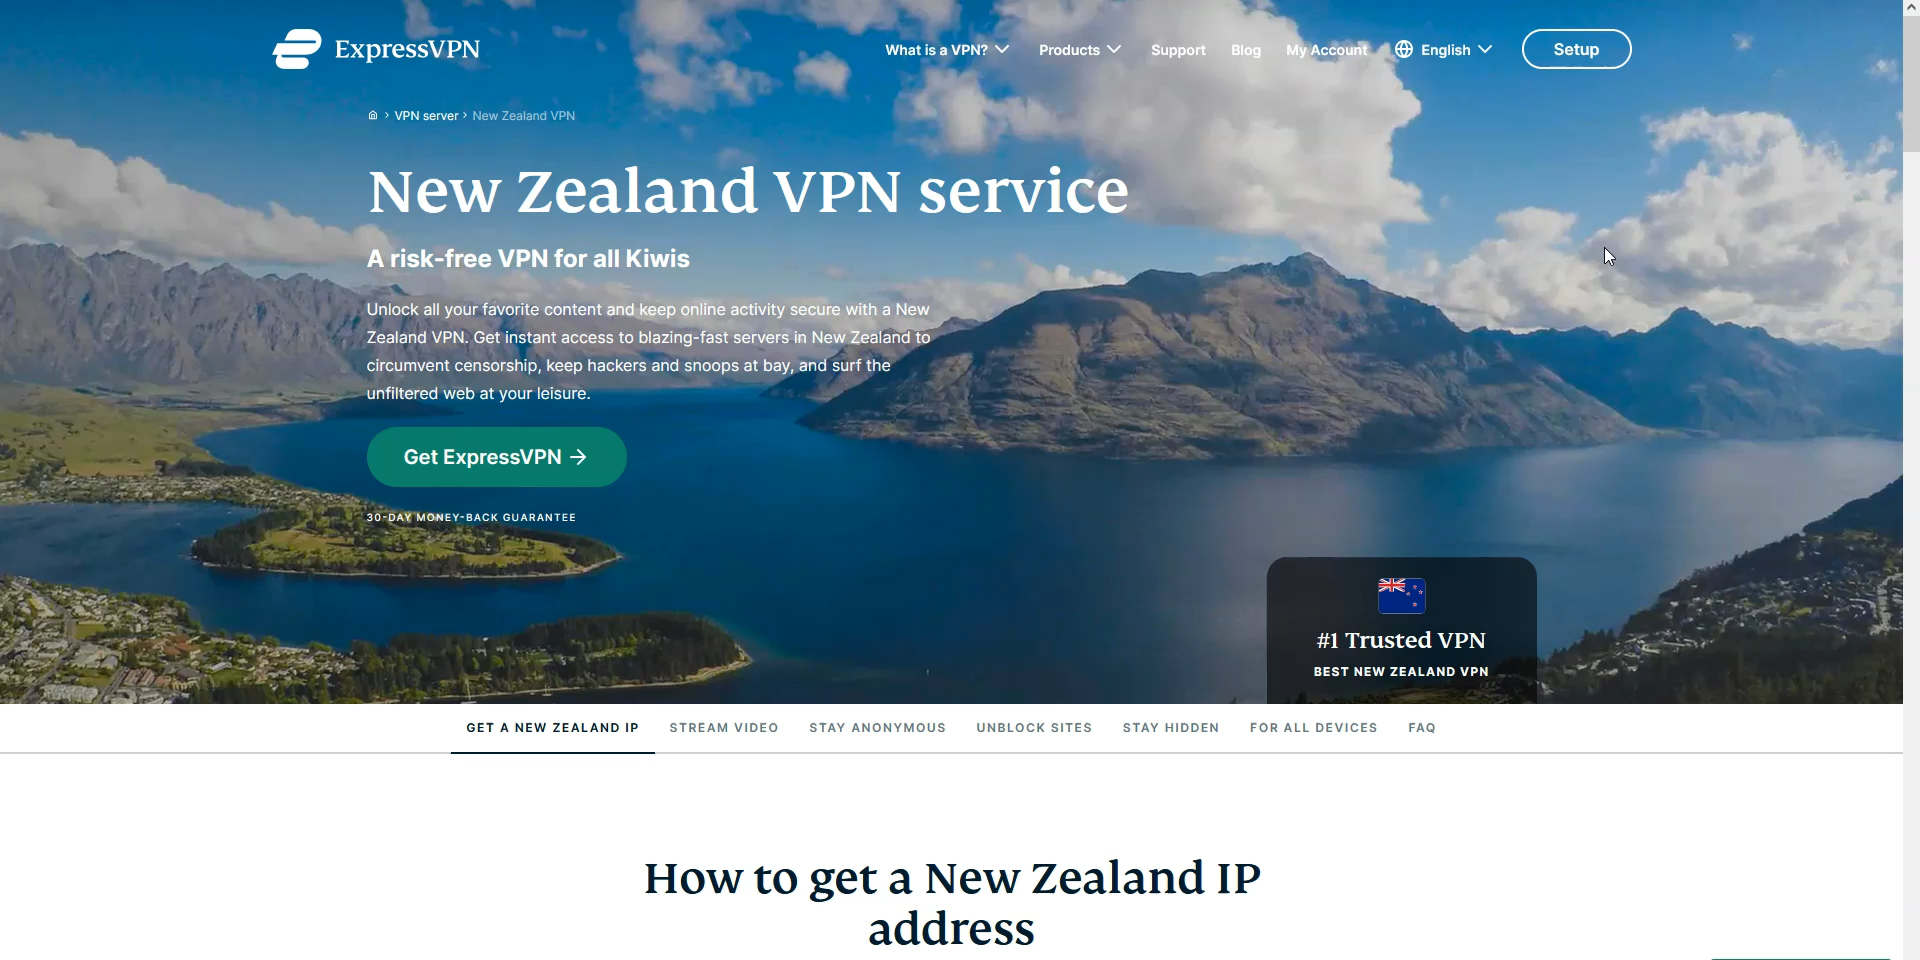 ExpressVPN
What is a VPN? Products Support Blog My Account English Setup
VPN server > New Zealand VPN
New Zealand VPN service
A risk-free VPN for all Kiwis
Unlock all your favorite content and keep online activity secure with a New
Zealand VPN. Get instant access to blazing-fast servers in New Zealand to
circumvent censorship, keep hackers and snoops at bay, and surf the
unfiltered web at your leisure.
Get ExpressVPN →
30-DAY MONEY-BACK GUARANTEE
#1 Trusted VPN
BEST NEW ZEALAND VPN
GET A NEW ZEALAND IP STREAM VIDEO STAY ANONYMOUS UNBLOCK SITES STAY HIDDEN FOR ALL DEVICES FAQ
How to get a New Zealand IP
address